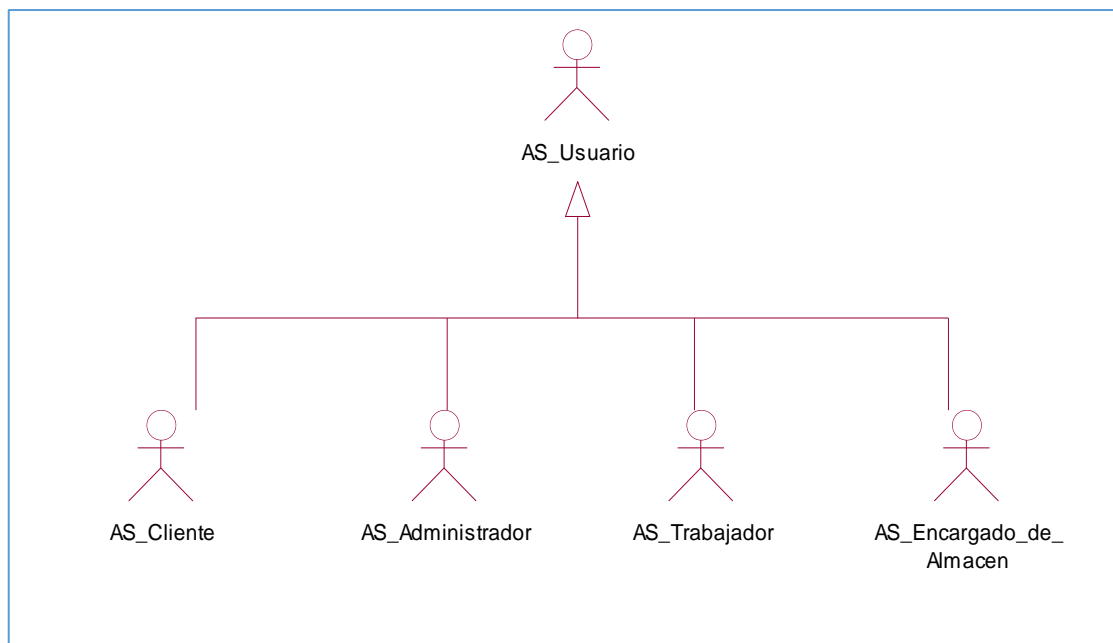 AS_Usuario
AS_Cliente
AS_Administrador
AS_Trabajador
AS_Encargado_de_
Almacen